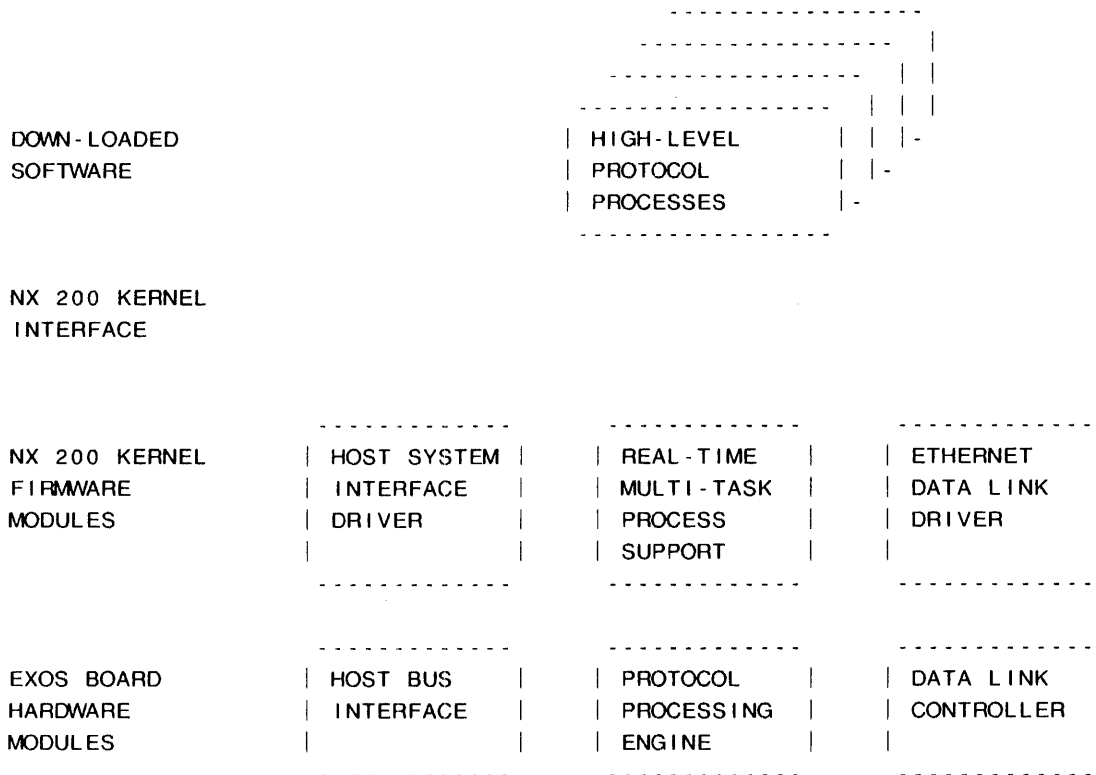 DOWN-LOADED HIGH-LEVEL
SOFTWARE PROTOCOL
PROCESSES
NX 200 KERNEL
INTERFACE
NX 200 KERNEL HOST SYSTEM REAL-TIME ETHERNET
FIRMWARE INTERFACE MULTI-TASK DATA LINK
MODULES DRIVER PROCESS DRIVER
SUPPORT
EXOS BOARD HOST BUS PROTOCOL DATA LINK
HARDWARE INTERFACE PROCESSING CONTROLLER
MODULES ENGINE